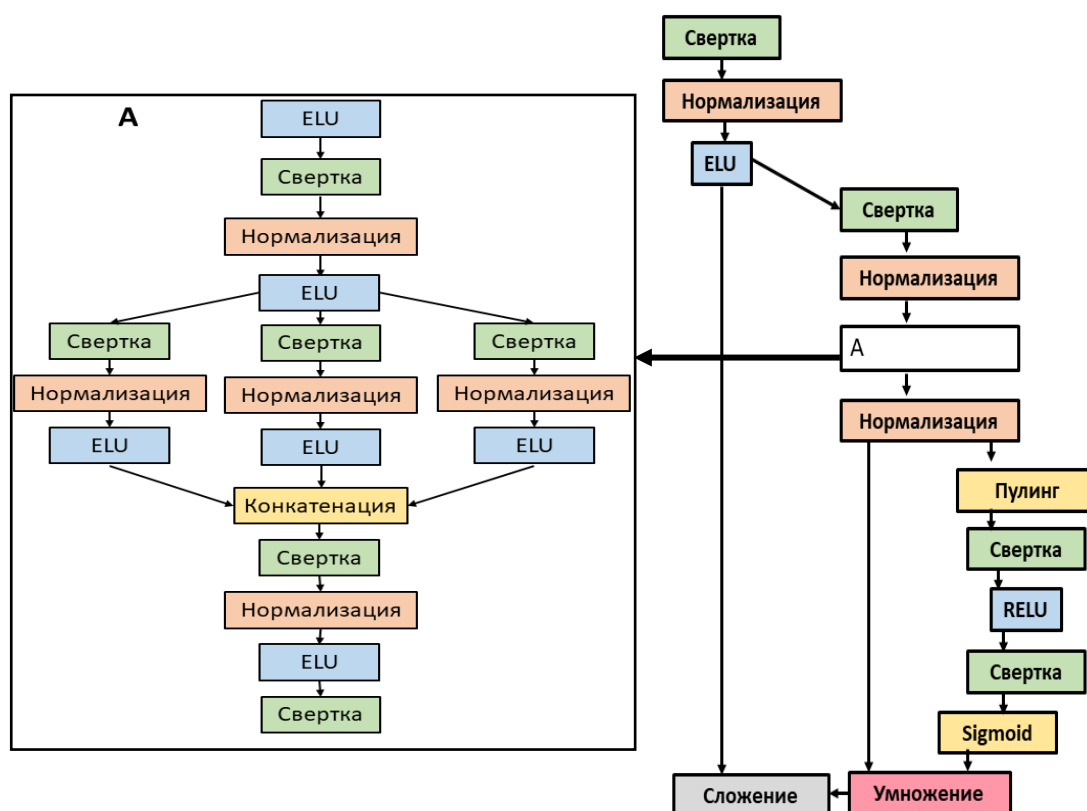 A
ELU
Свертка
Нормализация
ELU
Свертка
Свертка
Свертка
Нормализация
Нормализация
Нормализация
ELU
ELU
ELU
Конкатенация
Свертка
Нормализация
ELU
Свертка
Свертка
Нормализация
ELU
Свертка
Нормализация
A
Нормализация
Пулинг
Свертка
RELU
Свертка
Sigmoid
Умножение
Сложение